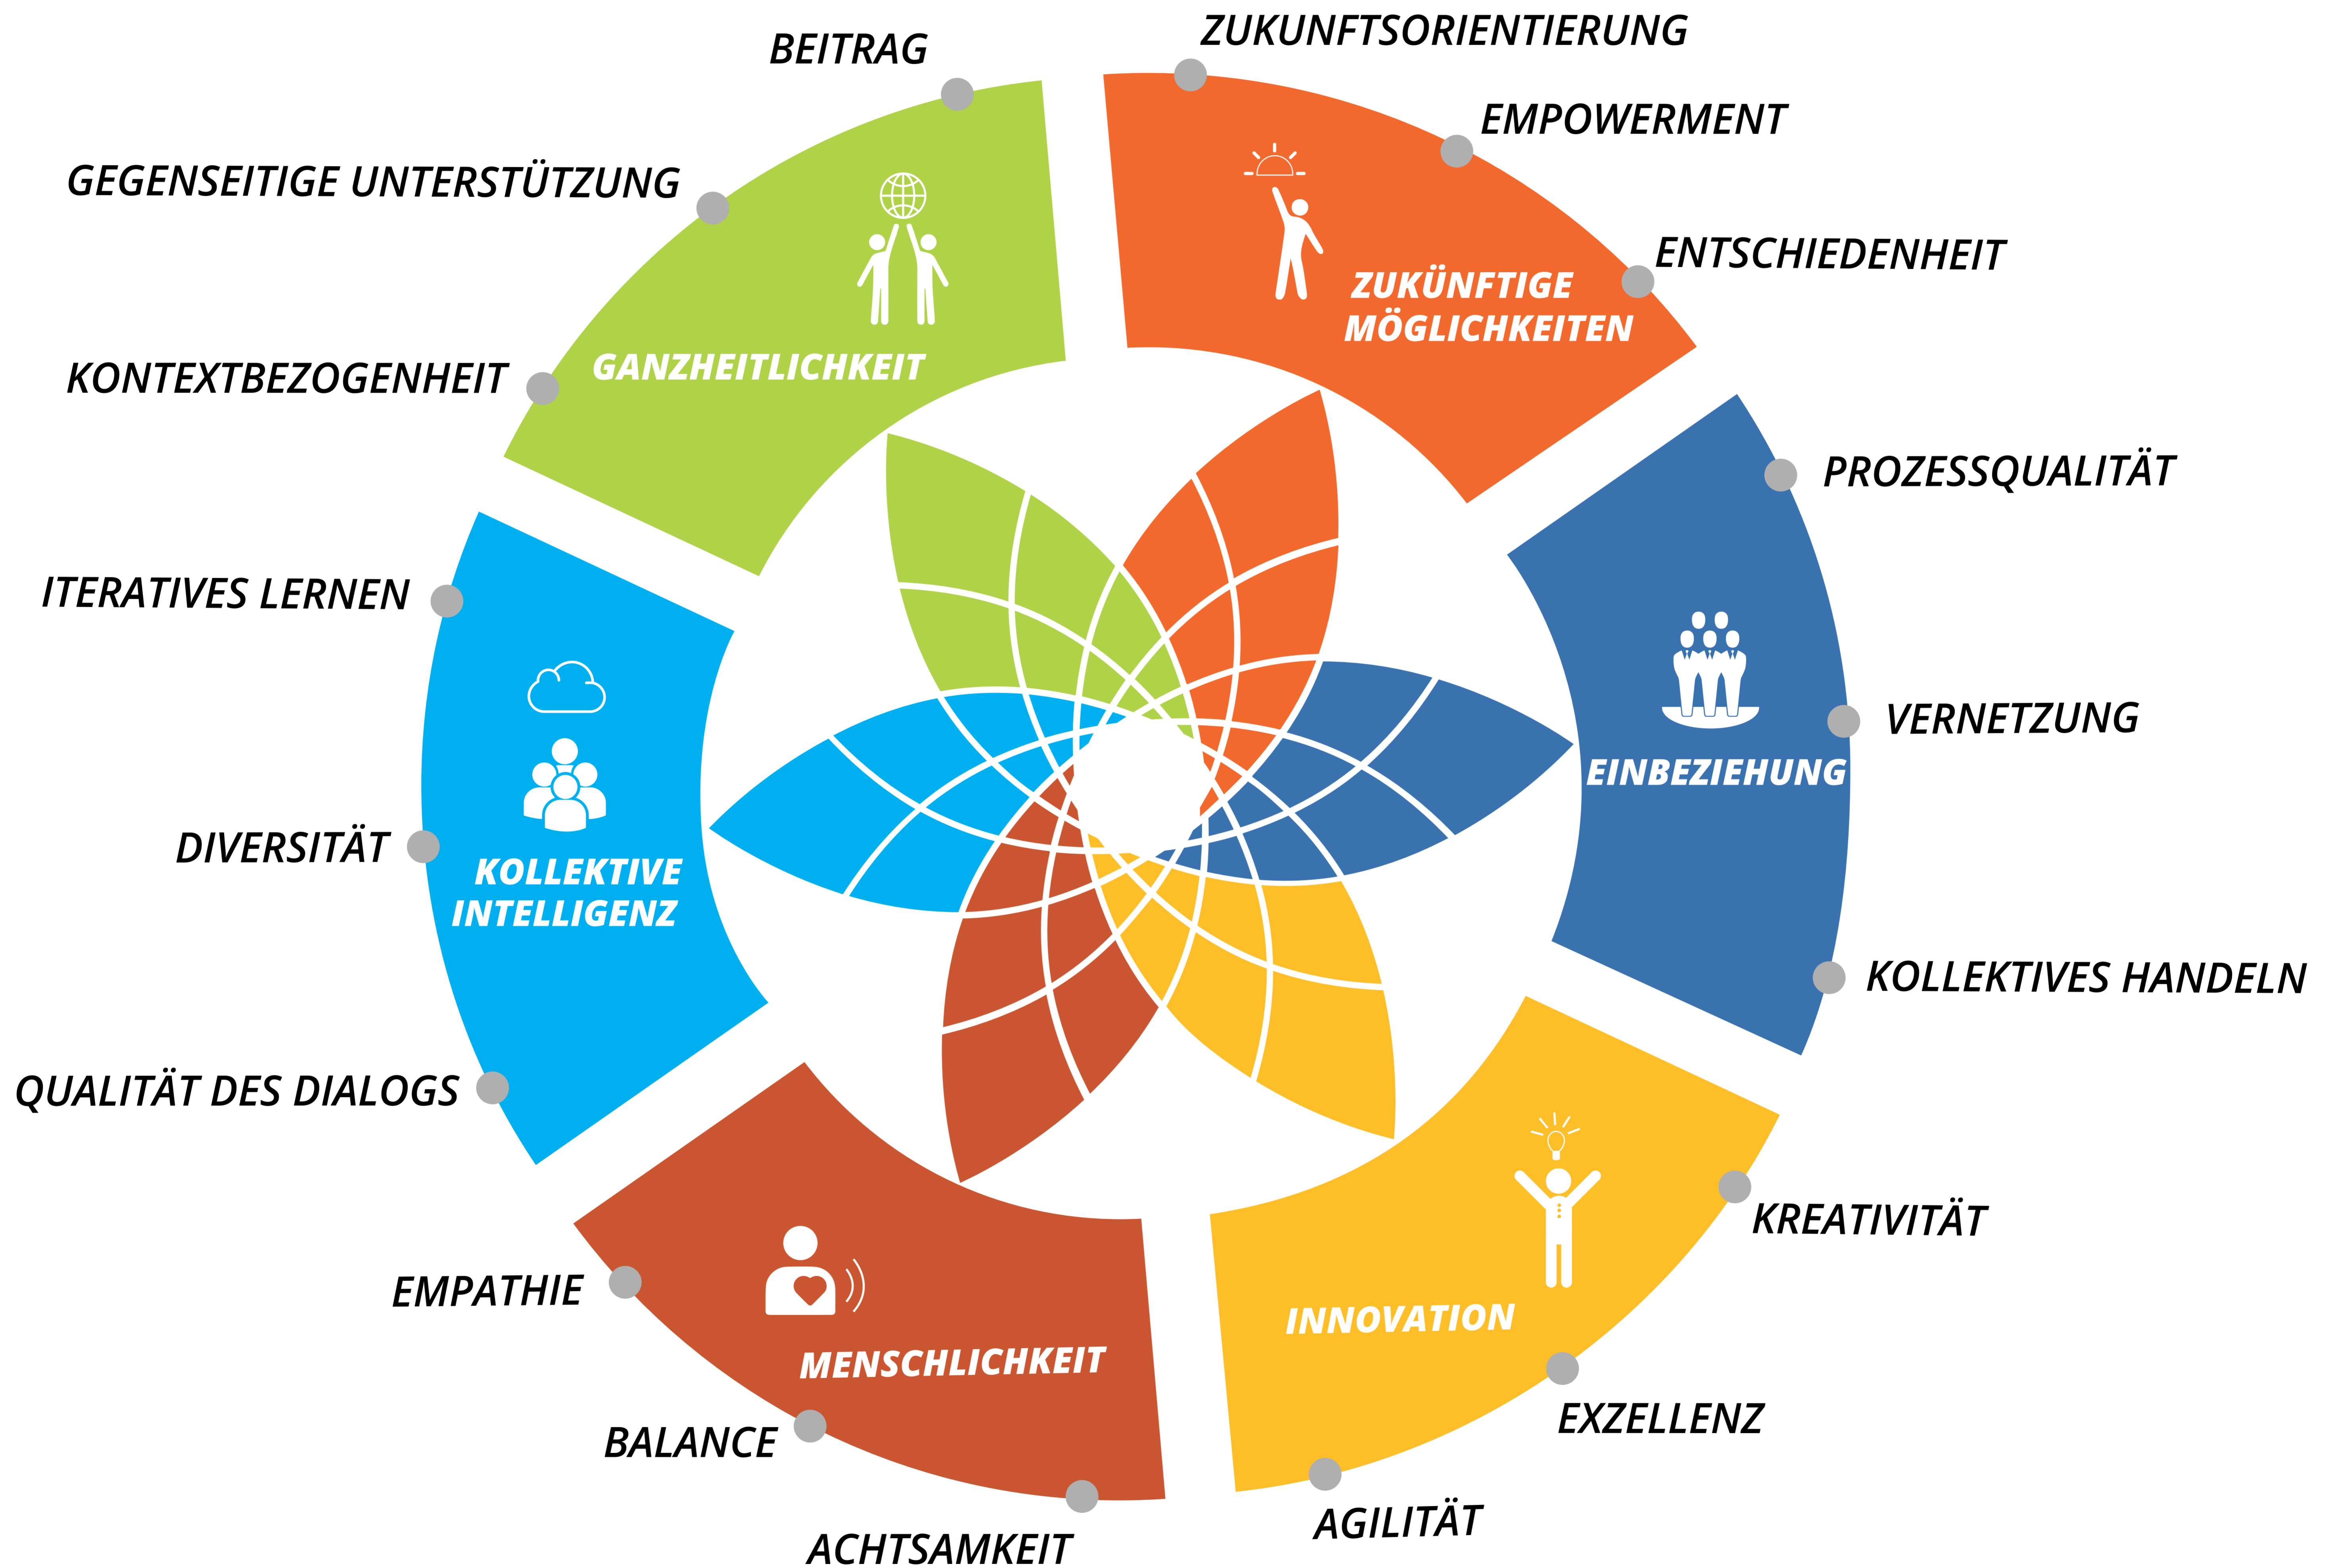 BEITRAG
ZUKUNFTSORIENTIERUNG
EMPOWERMENT
GEGENSEITIGE UNTERSTÜTZUNG
ENTSCHIEDENHEIT
ZUKÜNFTIGE
MÖGLICHKEITEN
GANZHEITLICHKEIT
KONTEXTBEZOGENHEIT
PROZESSQUALITÄT
ITERATIVES LERNEN
VERNETZUNG
EINBEZIEHUNG
DIVERSITÄT
KOLLEKTIVE
INTELLIGENZ
KOLLEKTIVES HANDELN
QUALITÄT DES DIALOGS
KREATIVITÄT
EMPATHIE
INNOVATION
MENSCHLICHKEIT
EXZELLENZ
BALANCE
AGILITÄT
ACHTSAMKEIT